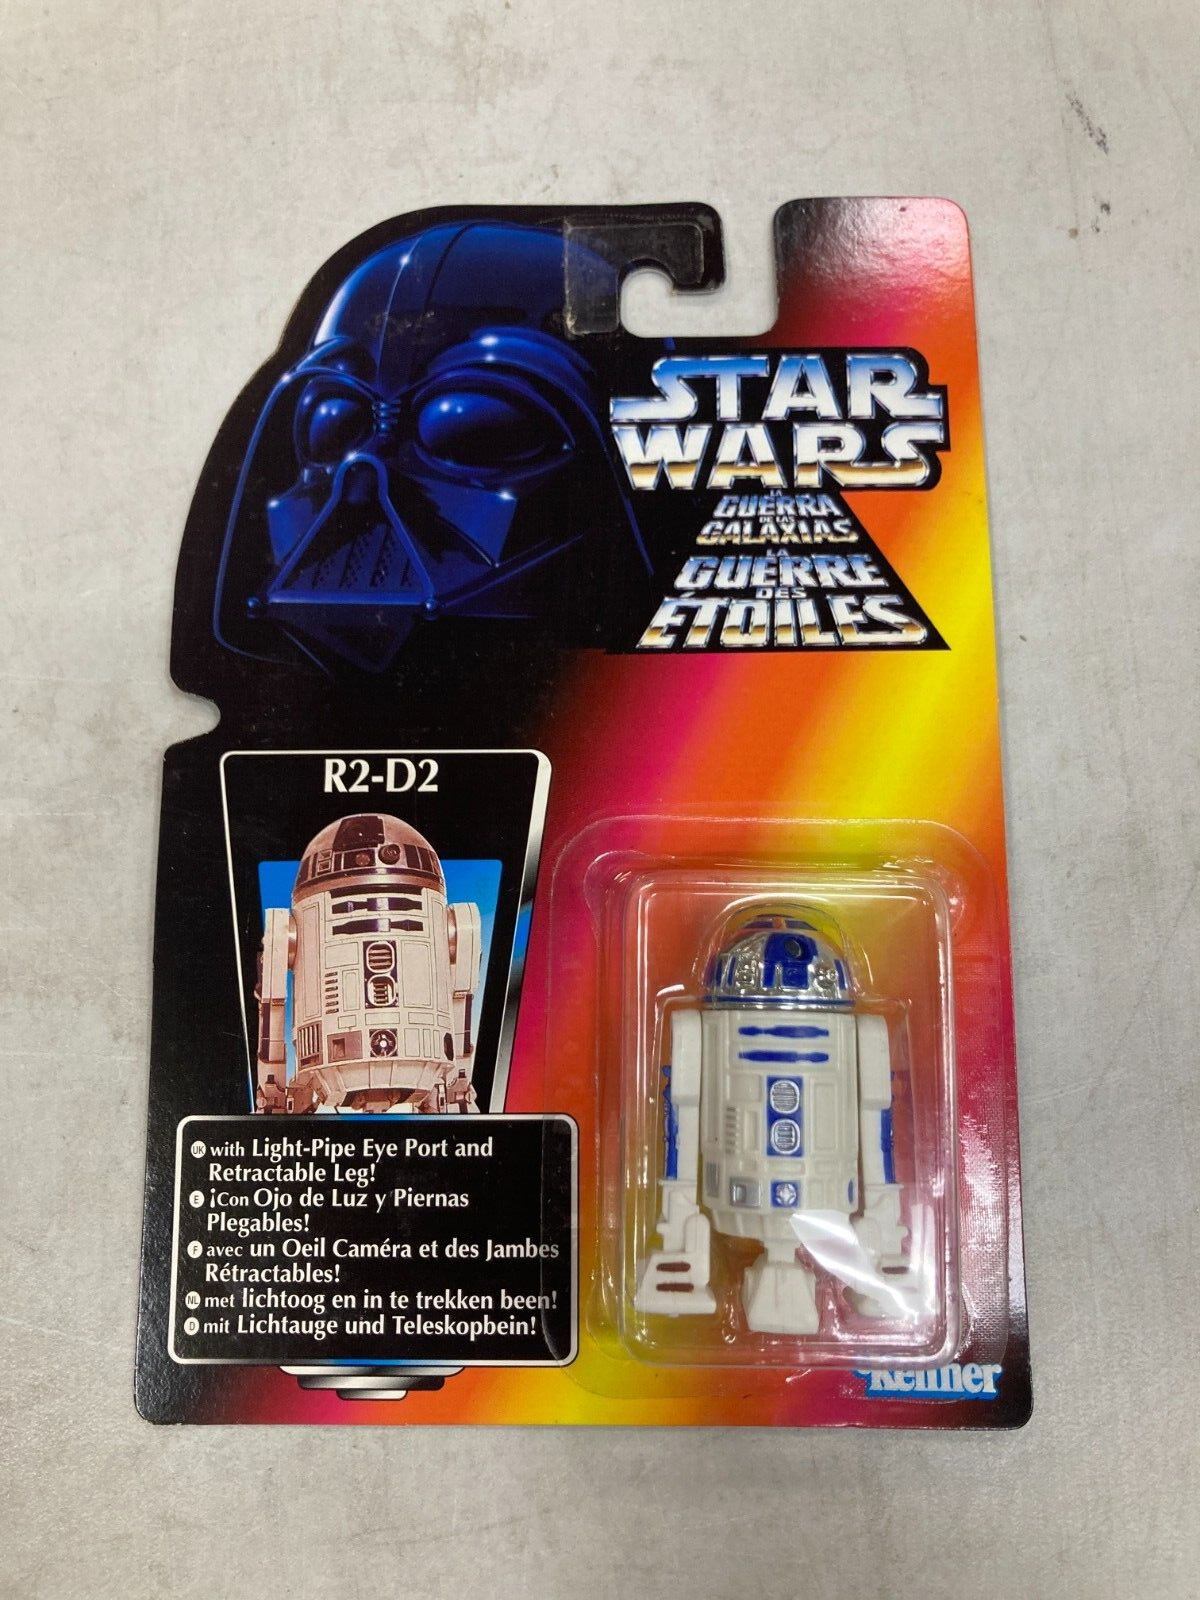 STAR
WARS
LA
GUERRA
DE LAS
GALAXIAS
LA
GUERRE
DES
ÉTOILES
R2-D2
UK with Light-Pipe Eye Port and
Retractable Leg!
E ¡Con Ojo de Luz y Piernas
Plegables!
F avec un Oeil Caméra et des Jambes
Rétractables!
NL met lichtoog en in te trekken been!
D mit Lichtauge und Teleskopbein!
Kenner